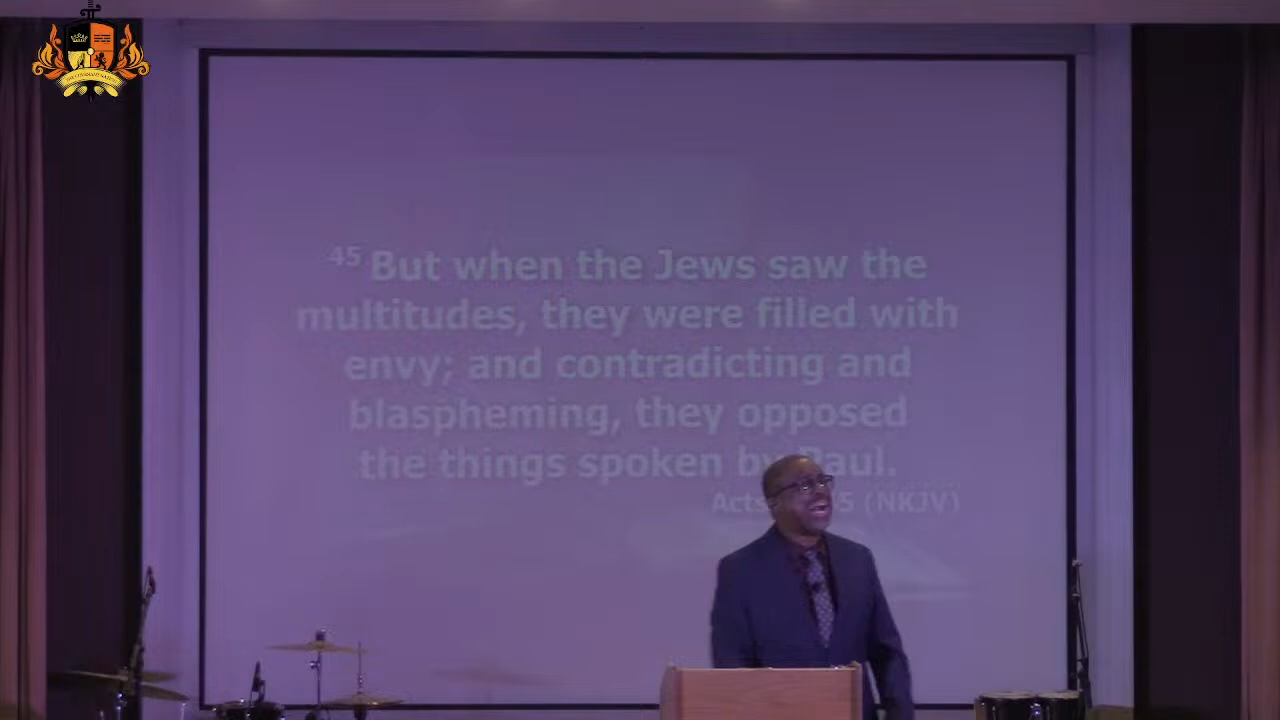 45 But when the Jews saw the
multitudes, they were filled with
envy; and contradicting and
blaspheming, they opposed
the things spoken by Paul.
Acts 5 (NKJV)